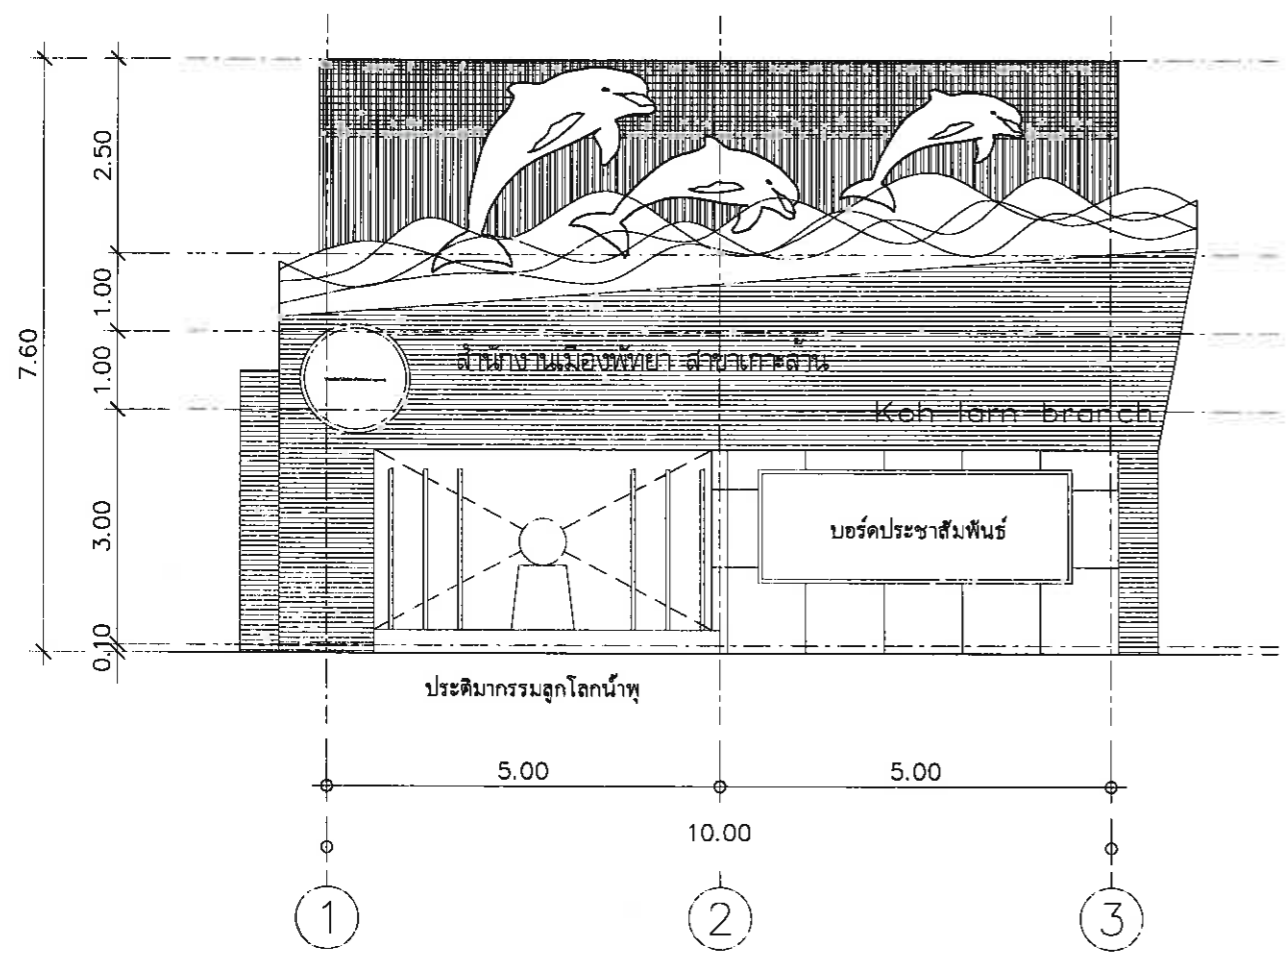 2.50
1.00
7.60
1.00
สำนักงานเมืองพัทยา สาขาเกาะล้าน
Koh larn branch
3.00
บอร์ดประชาสัมพันธ์
0.10
ประติมากรรมลูกโลกน้ำพุ
5.00 5.00
10.00
1 2 3